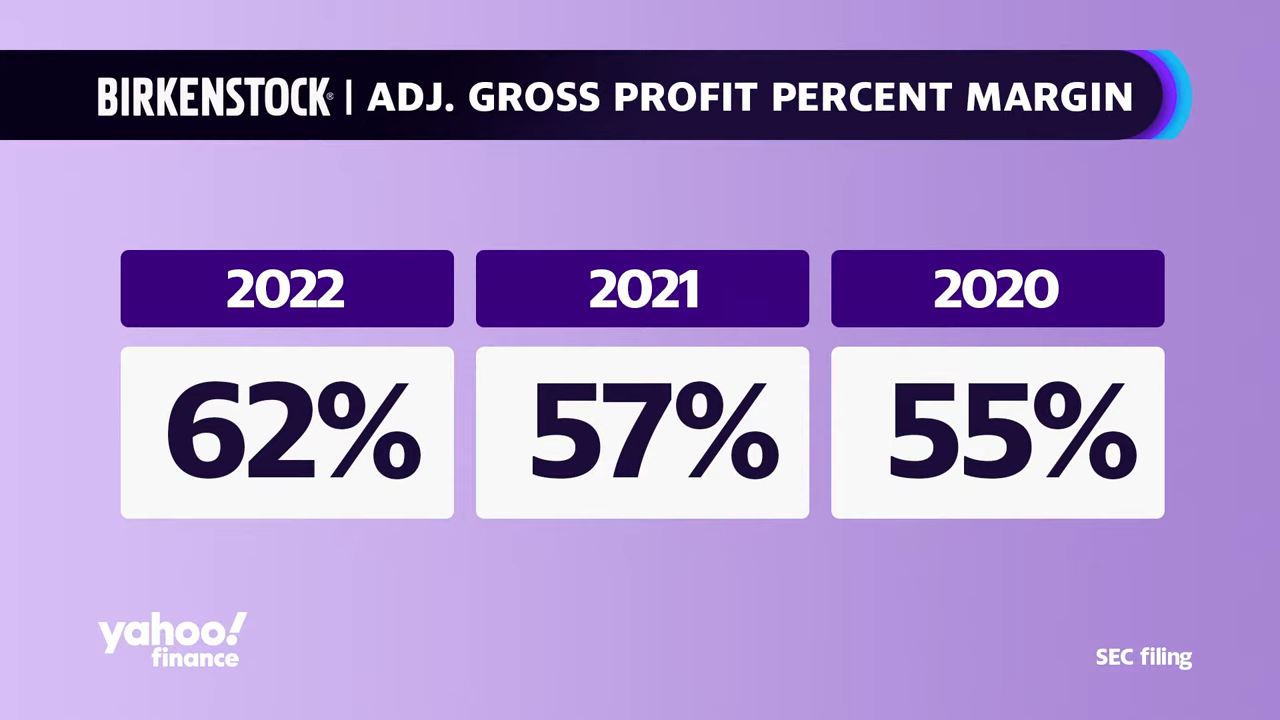 BIRKENSTOCK® | ADJ. GROSS PROFIT PERCENT MARGIN
2022 2021 2020
62% 57% 55%
yahoo!
finance
SEC filing